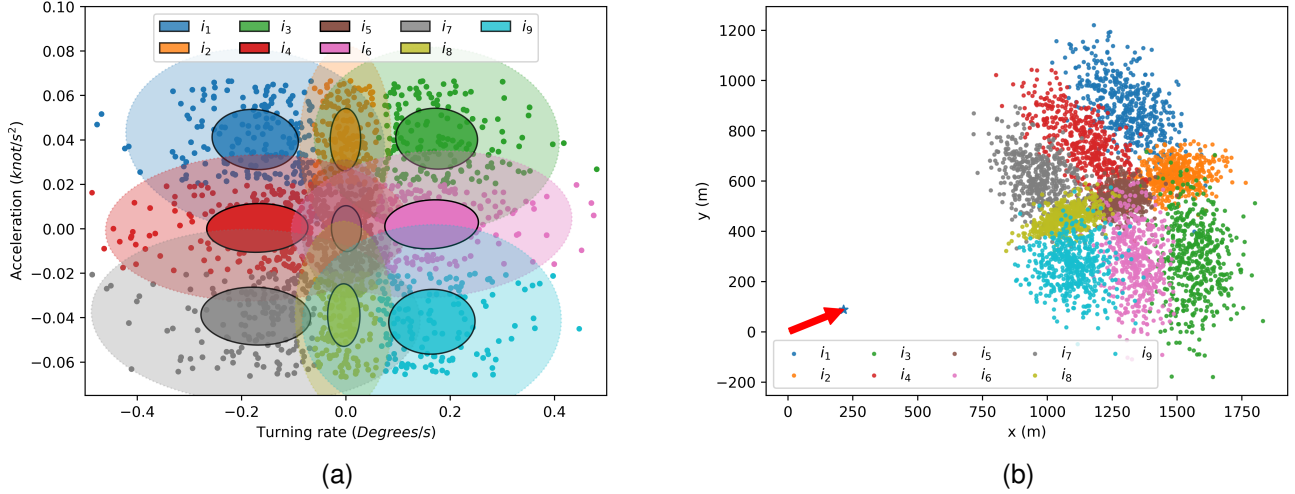 0.10
0.08
0.06
0.04
0.02
0.00
−0.02
−0.04
−0.06
Acceleration (knot/s²)
i₁ i₃ i₅ i₇ i₉
i₂ i₄ i₆ i₈
−0.4 −0.2 0.0 0.2 0.4
Turning rate (Degrees/s)
(a)
1200
1000
800
600
400
200
0
−200
y (m)
i₁ i₃ i₅ i₇ i₉
i₂ i₄ i₆ i₈
0 250 500 750 1000 1250 1500 1750
x (m)
(b)